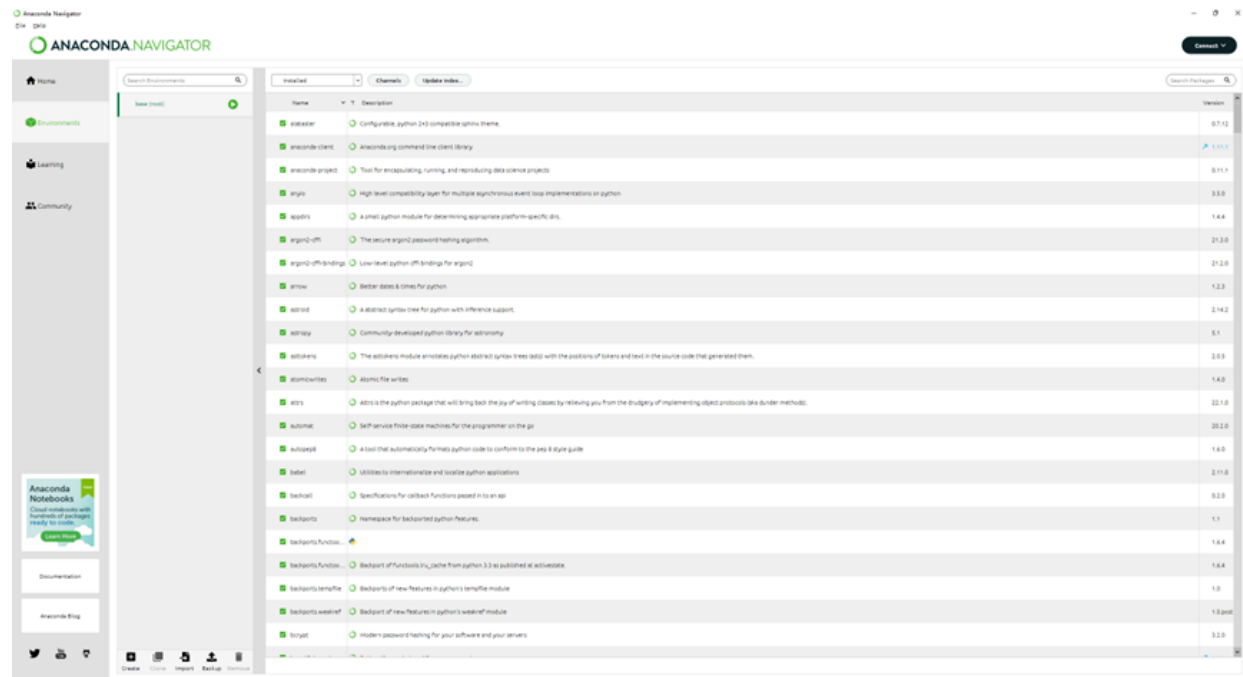 Anaconda Navigator
File Help
ANACONDA.NAVIGATOR
Connect
Home
Environments
Learning
Community
Anaconda Notebooks
Cloud notebooks with hundreds of packages ready to code.
Learn More
Documentation
Anaconda Blog
Search Environments
base (root)
Create Clone Import Backup Remove
Installed Channels Update index... Search Packages
Name T Description Version
alabaster Configurable, python 2+3 compatible sphinx theme. 0.7.12
anaconda-client Anaconda.org command line client library 1.11.1
anaconda-project Tool for encapsulating, running, and reproducing data science projects 0.11.1
anyio High level compatibility layer for multiple asynchronous event loop implementations on python 3.5.0
appdirs A small python module for determining appropriate platform-specific dirs. 1.4.4
argon2-cffi The secure argon2 password hashing algorithm. 21.3.0
argon2-cffi-bindings Low-level python cffi bindings for argon2 21.2.0
arrow Better dates & times for python 1.2.3
astroid A abstract syntax tree for python with inference support. 2.14.2
astropy Community-developed python library for astronomy 5.1
asttokens The asttokens module annotates python abstract syntax trees (asts) with the positions of tokens and text in the source code that generated them. 2.0.5
atomicwrites Atomic file writes 1.4.0
attrs Attrs is the python package that will bring back the joy of writing classes by relieving you from the drudgery of implementing object protocols (aka dunder methods). 22.1.0
automat Self-service finite-state machines for the programmer on the go 20.2.0
autopep8 A tool that automatically formats python code to conform to the pep 8 style guide 1.6.0
babel Utilities to internationalize and localize python applications 2.11.0
backcall Specifications for callback functions passed in to an api 0.2.0
backports Namespace for backported python features. 1.1
backports.functoo... 1.6.4
backports.functoo... Backport of functools.lru_cache from python 3.3 as published at activestate. 1.6.4
backports.tempfile Backports of new features in python's tempfile module 1.0
backports.weakref Backport of new features in python's weakref module 1.0.post
bcrypt Modern password hashing for your software and your servers 3.2.0